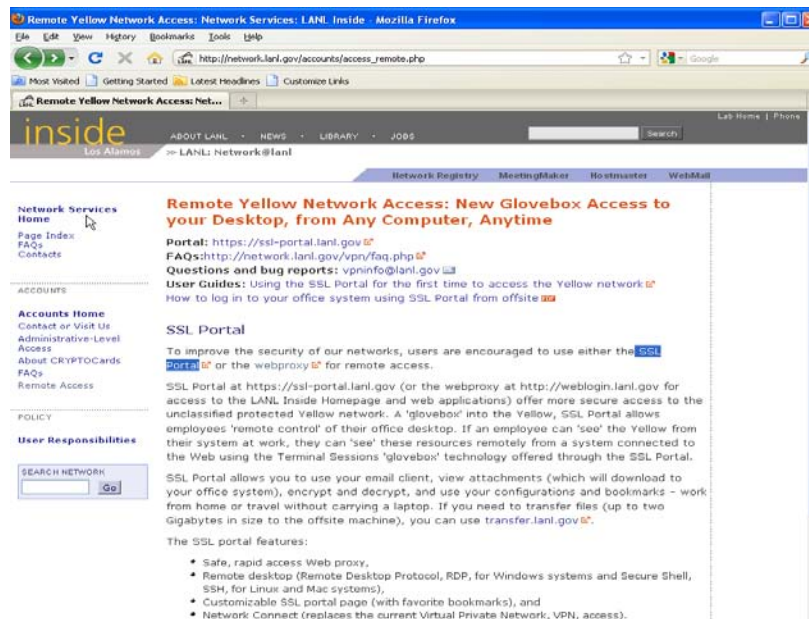 Remote Yellow Network Access: Network Services: LANL Inside - Mozilla Firefox
File Edit View History Bookmarks Tools Help
http://network.lanl.gov/accounts/access_remote.php
Google
Most Visited Getting Started Latest Headlines Customize Links
Remote Yellow Network Access: Net...
Lab Home | Phone
inside
Los Alamos
ABOUT LANL · NEWS · LIBRARY · JOBS
Search
>> LANL: Network@lanl
Network Registry MeetingMaker Hostmaster WebMail
Network Services
Home
Page Index
FAQs
Contacts
ACCOUNTS
Accounts Home
Contact or Visit Us
Administrative-Level
Access
About CRYPTOCards
FAQs
Remote Access
POLICY
User Responsibilities
SEARCH NETWORK
Go
Remote Yellow Network Access: New Glovebox Access to
your Desktop, from Any Computer, Anytime
Portal: https://ssl-portal.lanl.gov
FAQs:http://network.lanl.gov/vpn/faq.php
Questions and bug reports: vpninfo@lanl.gov
User Guides: Using the SSL Portal for the first time to access the Yellow network
How to log in to your office system using SSL Portal from offsite
SSL Portal
To improve the security of our networks, users are encouraged to use either the SSL
Portal or the webproxy for remote access.
SSL Portal at https://ssl-portal.lanl.gov (or the webproxy at http://weblogin.lanl.gov for
access to the LANL Inside Homepage and web applications) offer more secure access to the
unclassified protected Yellow network. A 'glovebox' into the Yellow, SSL Portal allows
employees 'remote control' of their office desktop. If an employee can 'see' the Yellow from
their system at work, they can 'see' these resources remotely from a system connected to
the Web using the Terminal Sessions 'glovebox' technology offered through the SSL Portal.
SSL Portal allows you to use your email client, view attachments (which will download to
your office system), encrypt and decrypt, and use your configurations and bookmarks - work
from home or travel without carrying a laptop. If you need to transfer files (up to two
Gigabytes in size to the offsite machine), you can use transfer.lanl.gov.
The SSL portal features:
• Safe, rapid access Web proxy,
• Remote desktop (Remote Desktop Protocol, RDP, for Windows systems and Secure Shell,
SSH, for Linux and Mac systems),
• Customizable SSL portal page (with favorite bookmarks), and
• Network Connect (replaces the current Virtual Private Network, VPN, access).